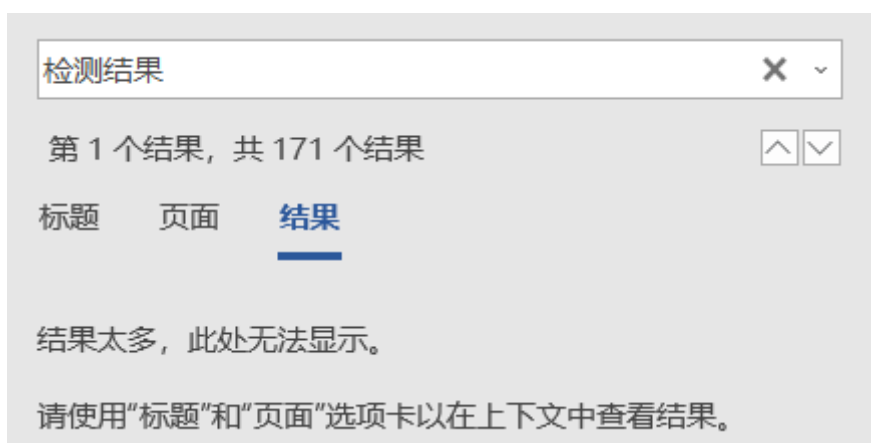 检测结果
第 1 个结果，共 171 个结果
标题 页面 结果
结果太多，此处无法显示。
请使用“标题”和“页面”选项卡以在上下文中查看结果。